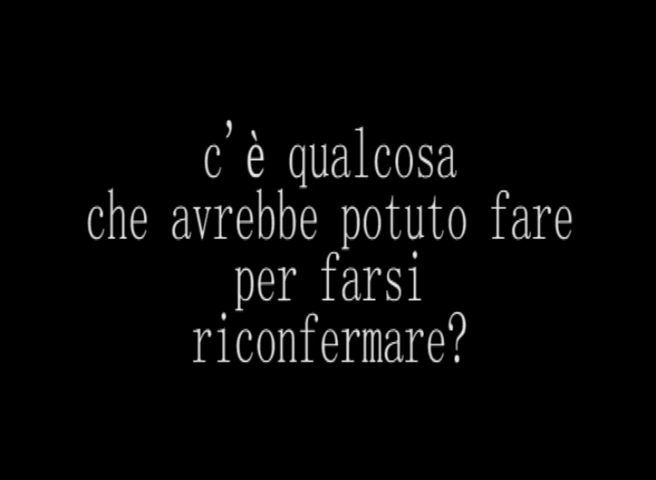 c'è qualcosa
che avrebbe potuto fare
per farsi
riconfermare?